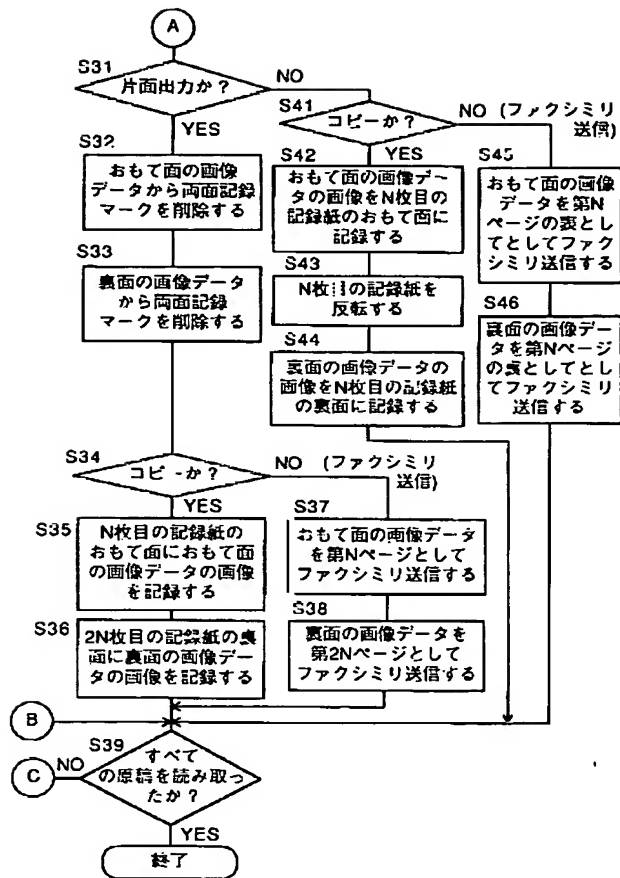 A
S31
片面出力か?
NO
YES
S32
おもて面の画像
データから両面記録
マークを削除する
S33
裏面の画像データ
から両面記録
マークを削除する
S41
コピーか?
NO (ファクシミリ
送信)
YES
S42
おもて面の画像デー
タの画像をN枚目の
記録紙のおもて面に
記録する
S43
N枚目の記録紙を
反転する
S44
裏面の画像データの
画像をN枚目の記録紙
の裏面に記録する
S45
おもて面の画像
データを第N
ページの表とし
てとしてファク
シミリ送信する
S46
裏面の画像デー
タを第Nページ
の裏としてとし
てファクシミリ
送信する
S34
コピーか?
NO (ファクシミリ
送信)
YES
S35
N枚目の記録紙の
おもて面におもて面
の画像データの画像
を記録する
S36
2N枚目の記録紙の裏
面に裏面の画像デー
タの画像を記録する
S37
おもて面の画像データ
を第Nページとして
ファクシミリ送信する
S38
裏面の画像データを
第2Nページとして
ファクシミリ送信する
B
S39
すべて
の原稿を読み取っ
たか?
NO
C
YES
終了